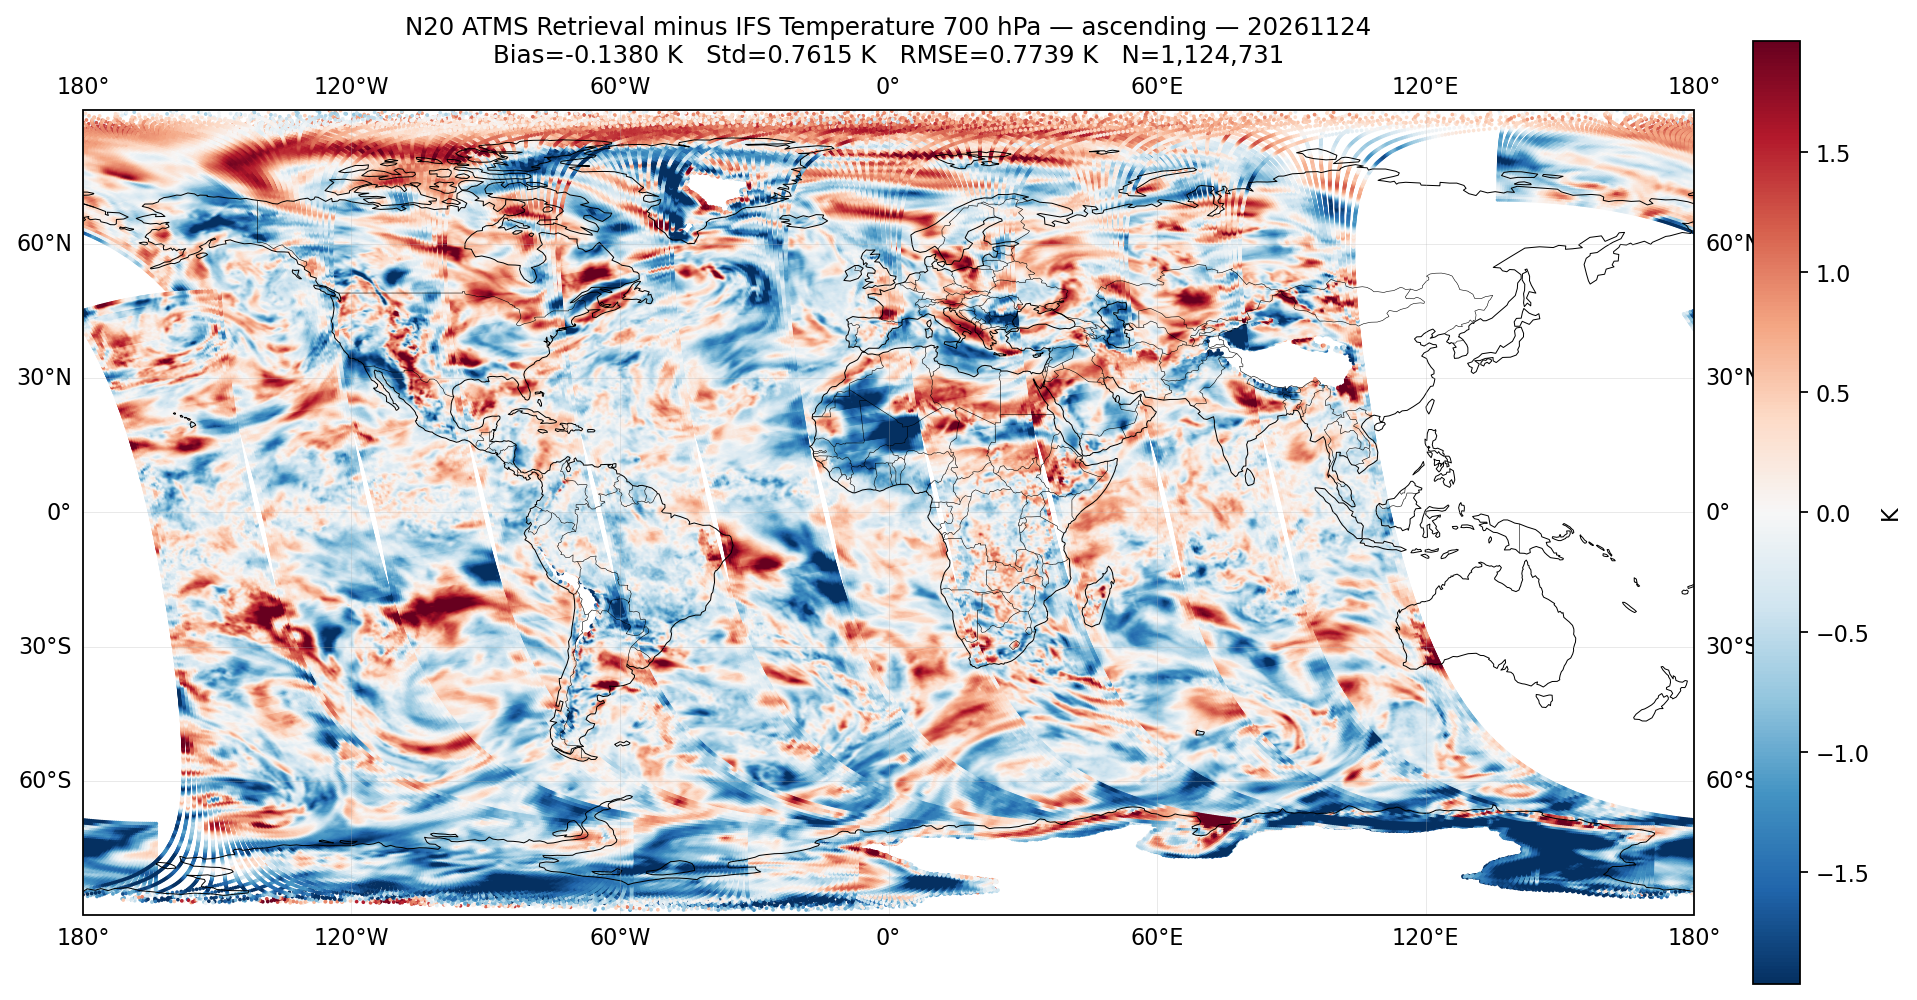 N20 ATMS Retrieval minus IFS Temperature 700 hPa — ascending — 20261124
Bias=-0.1380 K   Std=0.7615 K   RMSE=0.7739 K   N=1,124,731
180° 120°W 60°W 0° 60°E 120°E 180°
60°N 60°N
30°N 30°N
0° 0°
30°S 30°S
60°S 60°S
180° 120°W 60°W 0° 60°E 120°E 180°
1.5
1.0
0.5
0.0
−0.5
−1.0
−1.5
K